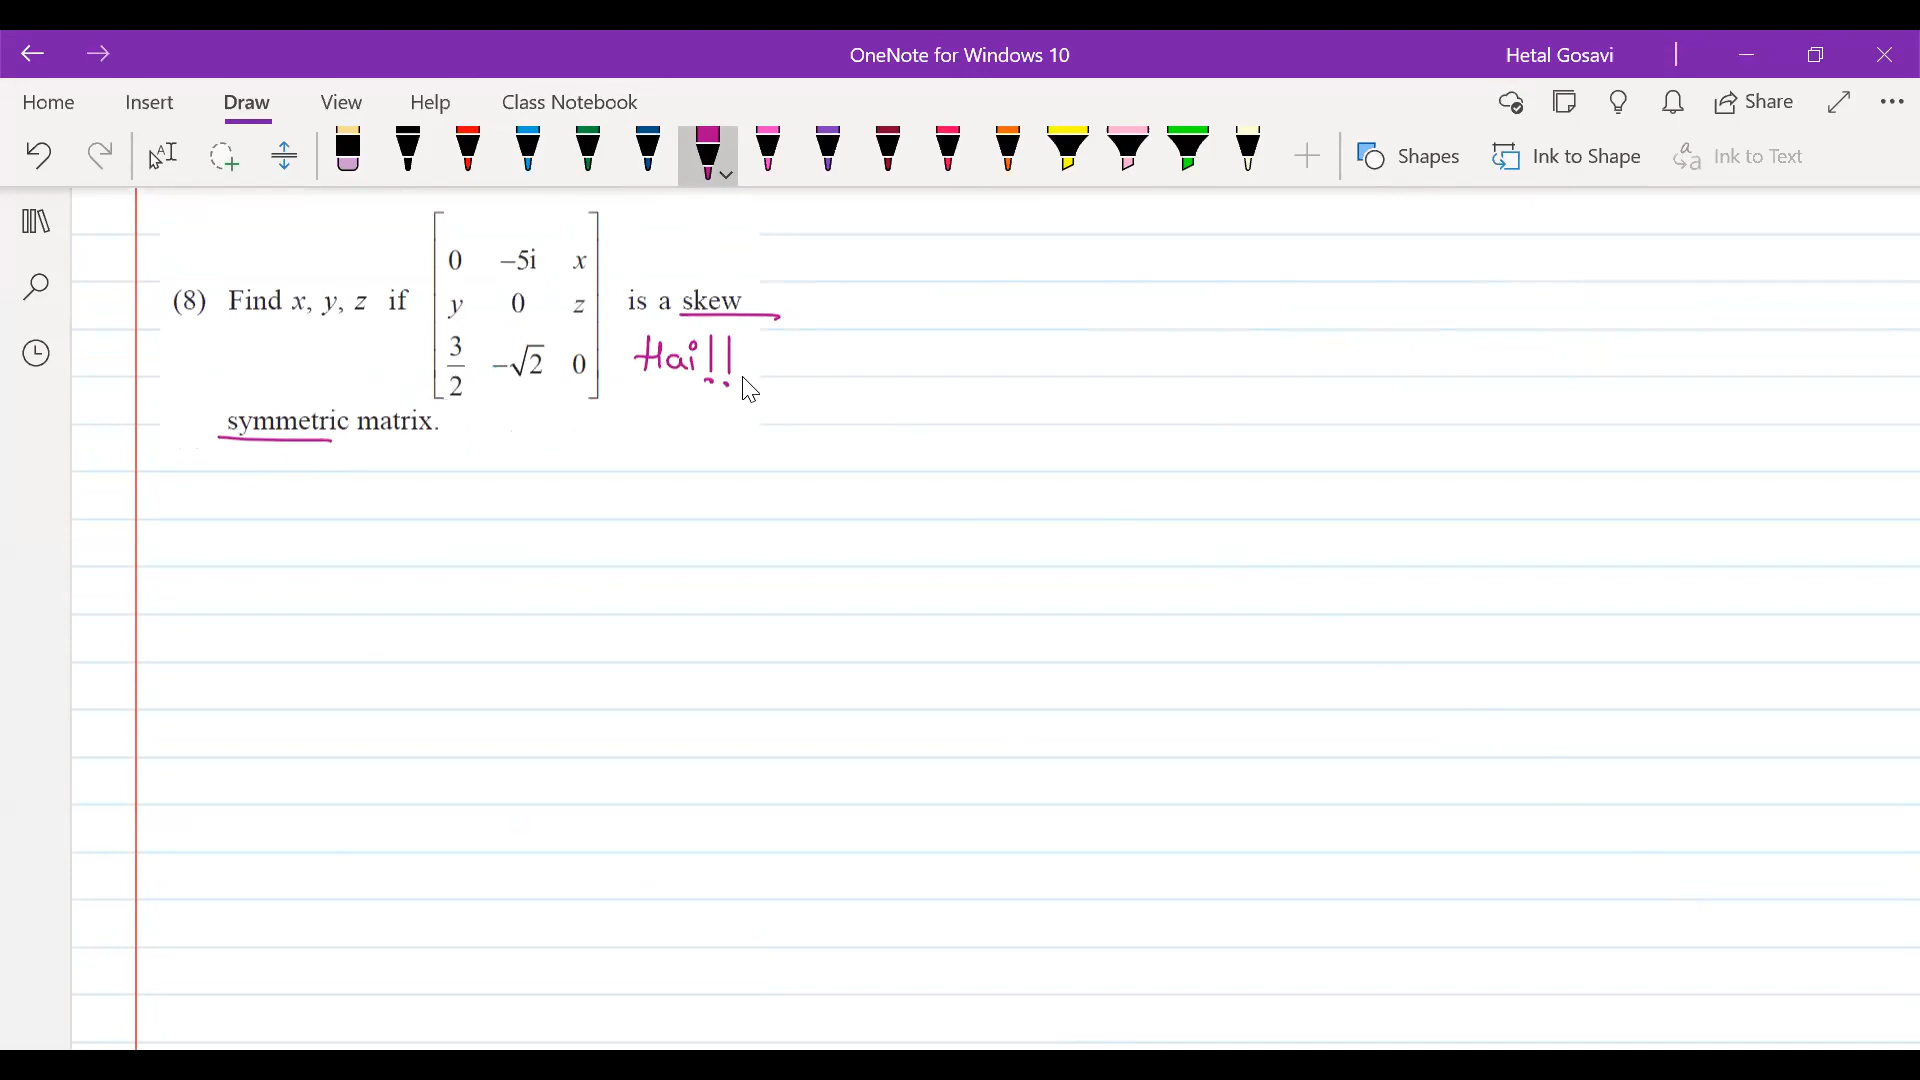 OneNote for Windows 10
Hetal Gosavi
Home Insert Draw View Help Class Notebook
Share
Shapes Ink to Shape Ink to Text
0 −5i x
(8) Find x, y, z if y 0 z is a skew
3/2 −√2 0
Hai!!
symmetric matrix.